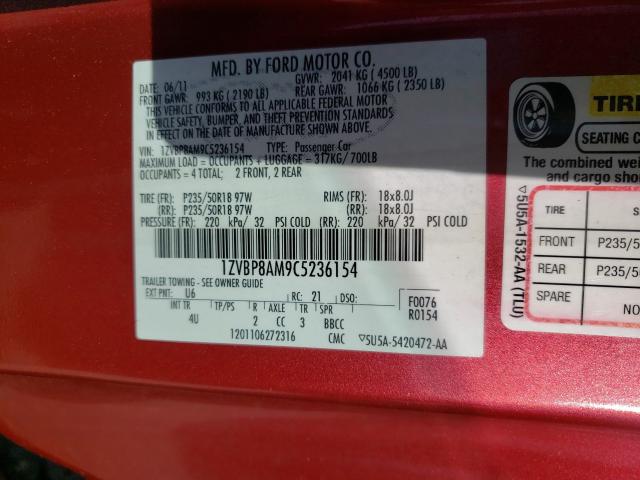 MFD. BY FORD MOTOR CO.
DATE: 06/11 GVWR: 2041 KG ( 4500 LB)
FRONT GAWR: 993 KG ( 2190 LB) REAR GAWR: 1066 KG ( 2350 LB)
THIS VEHICLE CONFORMS TO ALL APPLICABLE FEDERAL MOTOR
VEHICLE SAFETY, BUMPER, AND THEFT PREVENTION STANDARDS
IN EFFECT ON THE DATE OF MANUFACTURE SHOWN ABOVE.
VIN: 1ZVBP8AM9C5236154 TYPE: Passenger Car
MAXIMUM LOAD = OCCUPANTS + LUGGAGE = 317KG/ 700LB
OCCUPANTS = 4 TOTAL; 2 FRONT, 2 REAR
TIRE (FR): P235/50R18 97W RIMS (FR): 18x8.0J
(RR): P235/50R18 97W (RR): 18x8.0J
PRESSURE (FR): 220 kPa/ 32 PSI COLD (RR): 220 kPa/ 32 PSI COLD
1ZVBP8AM9C5236154
TRAILER TOWING - SEE OWNER GUIDE
EXT PNT: U6 RC: 21 DSO: F0076
INT TR TP/PS R AXLE TR SPR R0154
4U 2 CC 3 BBCC
1201106272316 CMC ▽5U5A-5420472-AA
TIRE
SEATING
The combined
and cargo
▽5U5A-1532-AA (TLU)
TIRE
FRONT P235/5
REAR P235/5
SPARE NO